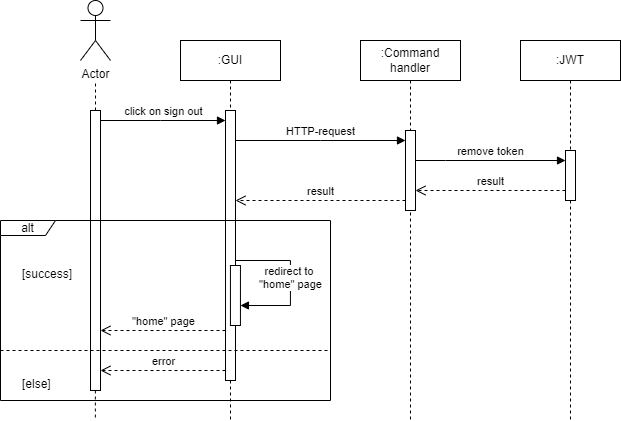 Actor
:GUI
:Command
handler
:JWT
click on sign out
HTTP-request
remove token
result
result
alt
[success]
redirect to
"home" page
"home" page
error
[else]